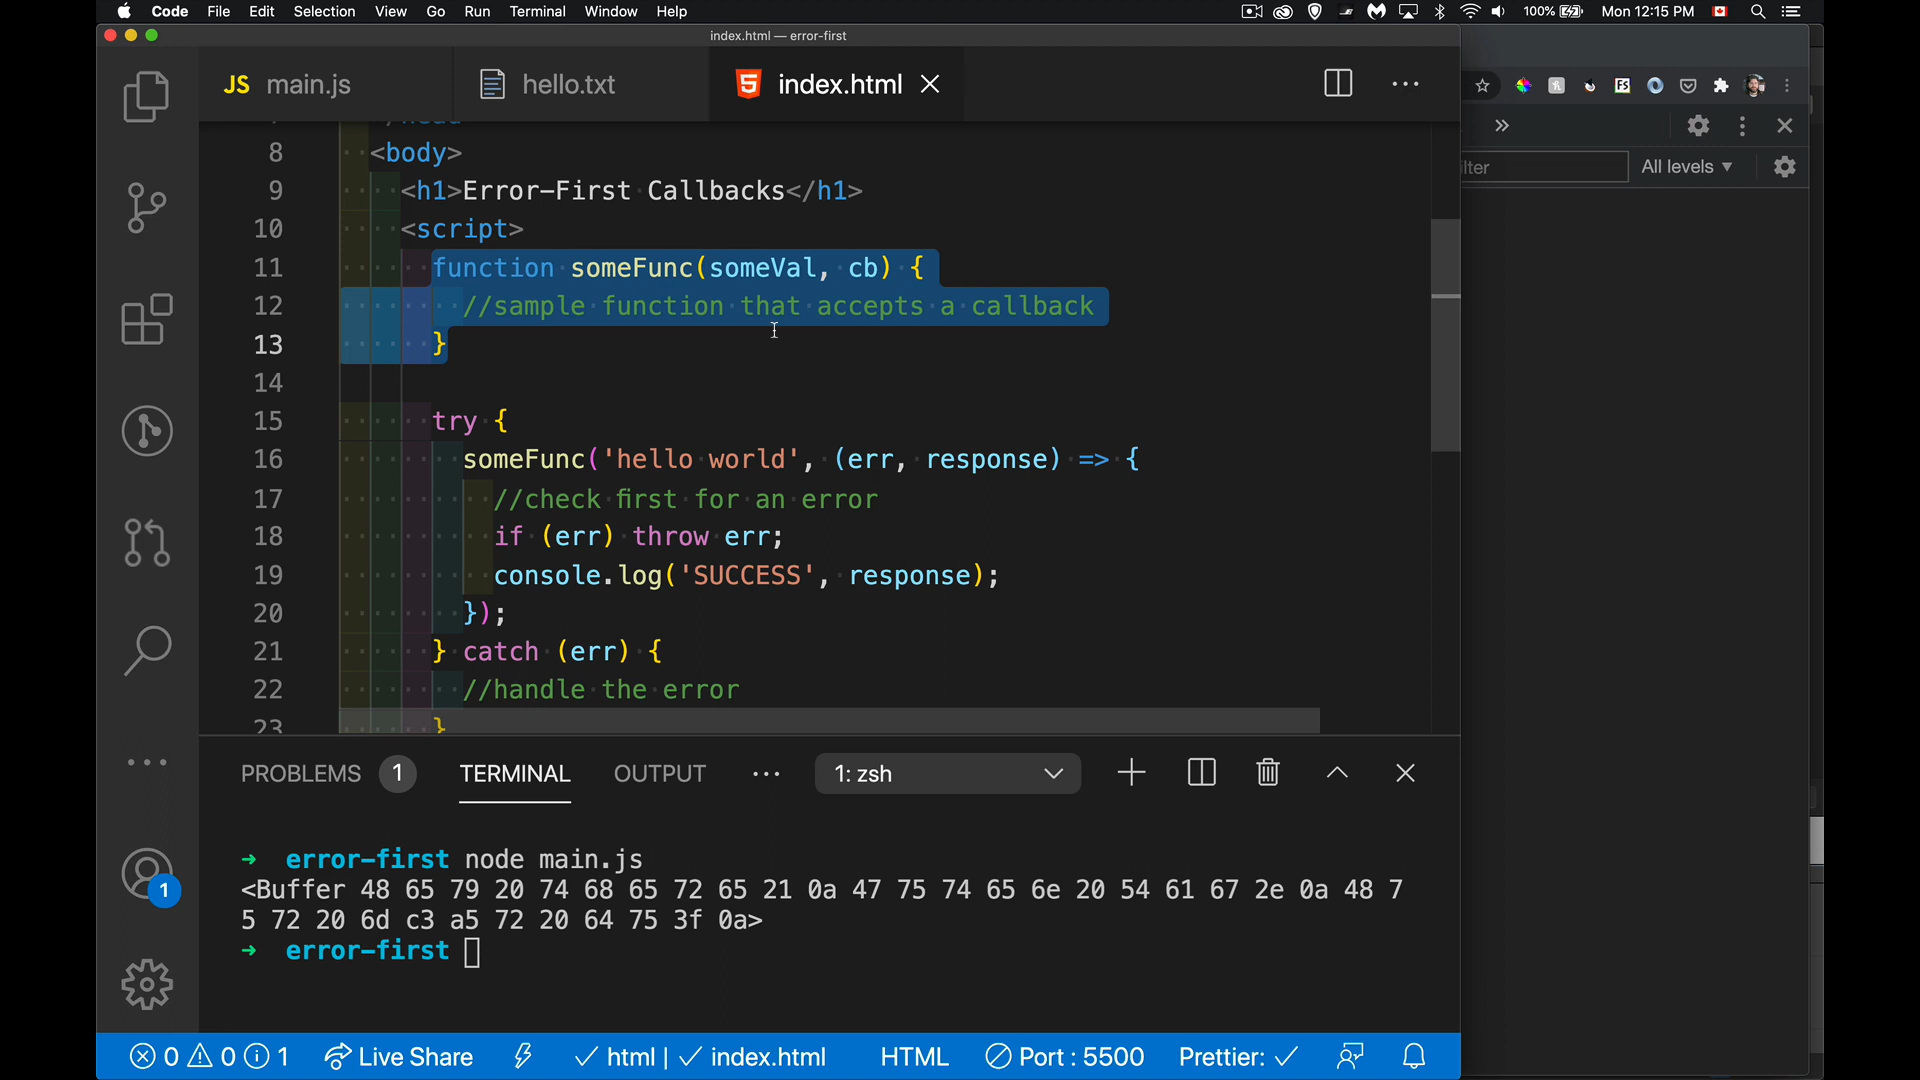 Code File Edit Selection View Go Run Terminal Window Help 100% Mon 12:15 PM
index.html — error-first
JS main.js hello.txt index.html
8 <body>
9 <h1>Error-First Callbacks</h1>
10 <script>
11 function someFunc(someVal, cb) {
12 //sample function that accepts a callback
13 }
14
15 try {
16 someFunc('hello world', (err, response) => {
17 //check first for an error
18 if (err) throw err;
19 console.log('SUCCESS', response);
20 });
21 } catch (err) {
22 //handle the error
23 }
All levels
PROBLEMS 1 TERMINAL OUTPUT ... 1: zsh
→ error-first node main.js
<Buffer 48 65 79 20 74 68 65 72 65 21 0a 47 75 74 65 6e 20 54 61 67 2e 0a 48 7
5 72 20 6d c3 a5 72 20 64 75 3f 0a>
→ error-first
1
0 0 1 Live Share html | index.html HTML Port : 5500 Prettier: